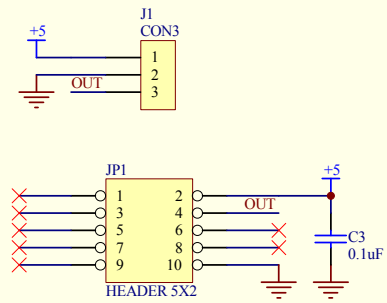 J1
CON3
+5
1
2
OUT
3
JP1
+5
1 2
3 4 OUT
5 6
7 8
9 10
C3
0.1uF
HEADER 5X2